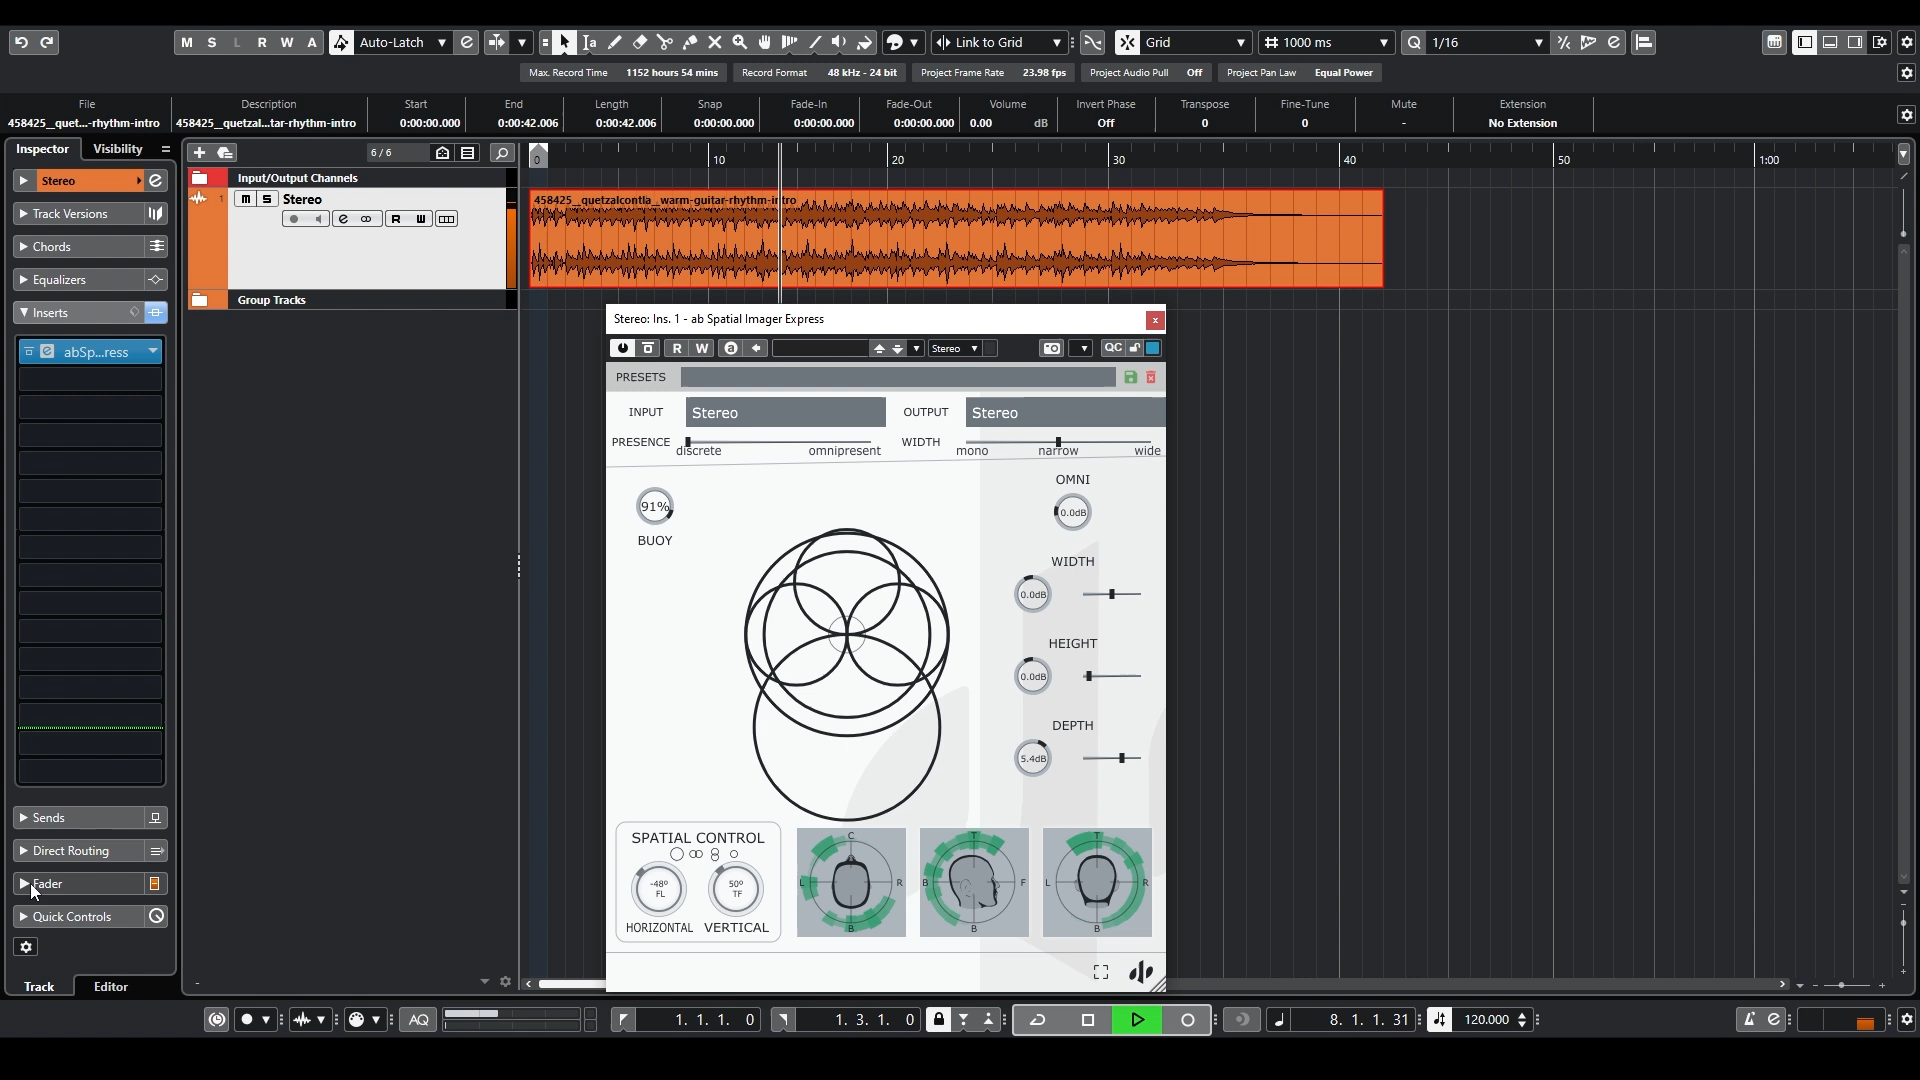 M S L R W A Auto-Latch Link to Grid Grid 1000 ms Q 1/16
Max. Record Time 1152 hours 54 mins Record Format 48 kHz - 24 bit Project Frame Rate 23.98 fps Project Audio Pull Off Project Pan Law Equal Power
File Description Start End Length Snap Fade-In Fade-Out Volume Invert Phase Transpose Fine-Tune Mute Extension
458425__quet...-rhythm-intro 458425__quetzal...tar-rhythm-intro 0:00:00.000 0:00:42.006 0:00:42.006 0:00:00.000 0:00:00.000 0:00:00.000 0.00 dB Off 0 0 - No Extension
Inspector Visibility
6 / 6
0 10 20 30 40 50 1:00
Stereo
Track Versions
Chords
Equalizers
Inserts
abSp...ress
Sends
Direct Routing
Fader
Quick Controls
Track Editor
Input/Output Channels
1 m S Stereo
R W
Group Tracks
458425__quetzalcontla__warm-guitar-rhythm-intro
Stereo: Ins. 1 - ab Spatial Imager Express x
R W a Stereo QC
PRESETS
INPUT Stereo OUTPUT Stereo
PRESENCE WIDTH
discrete omnipresent mono narrow wide
91%
BUOY
OMNI
0.0dB
WIDTH
0.0dB
HEIGHT
0.0dB
DEPTH
5.4dB
SPATIAL CONTROL
-48º FL
50º TF
HORIZONTAL VERTICAL
C L R B
T B F B
T L R B
AQ 1. 1. 1. 0 1. 3. 1. 0 8. 1. 1. 31 120.000